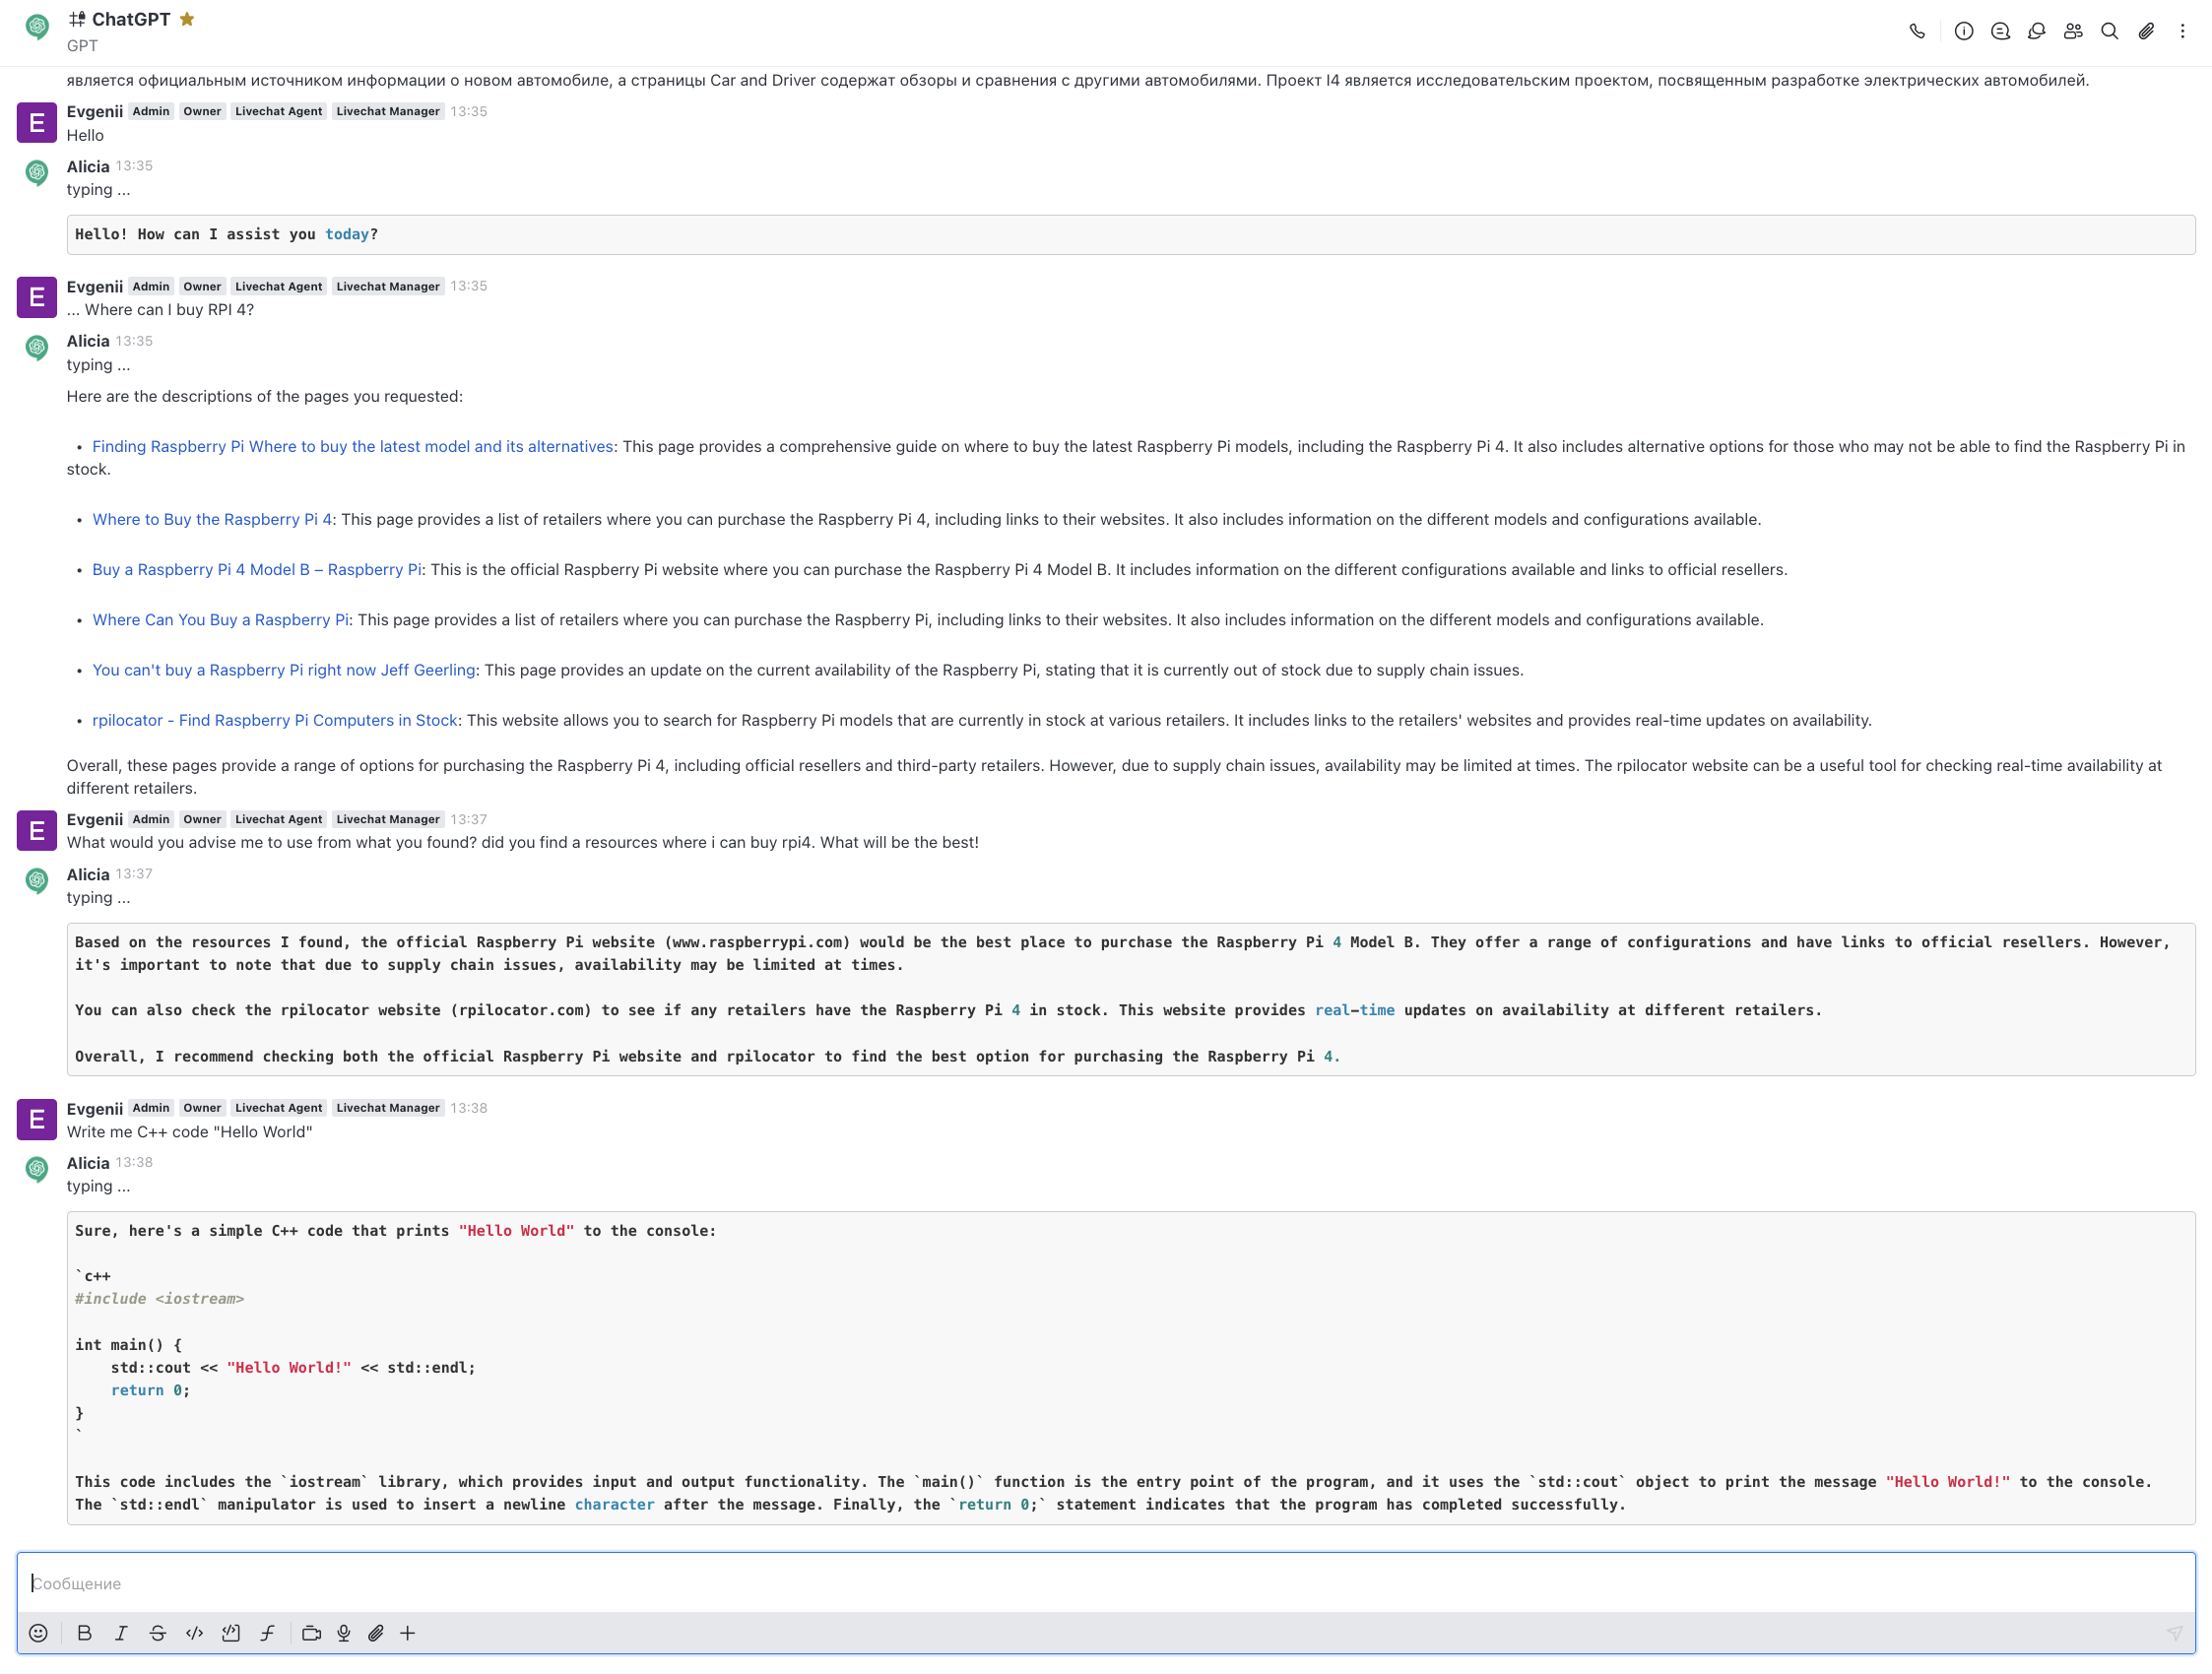 ChatGPT
GPT
является официальным источником информации о новом автомобиле, а страницы Car and Driver содержат обзоры и сравнения с другими автомобилями. Проект I4 является исследовательским проектом, посвященным разработке электрических автомобилей.
E
Evgenii Admin Owner Livechat Agent Livechat Manager 13:35
Hello
Alicia 13:35
typing ...
Hello! How can I assist you today?
E
Evgenii Admin Owner Livechat Agent Livechat Manager 13:35
... Where can I buy RPI 4?
Alicia 13:35
typing ...
Here are the descriptions of the pages you requested:
• Finding Raspberry Pi Where to buy the latest model and its alternatives: This page provides a comprehensive guide on where to buy the latest Raspberry Pi models, including the Raspberry Pi 4. It also includes alternative options for those who may not be able to find the Raspberry Pi in
stock.
• Where to Buy the Raspberry Pi 4: This page provides a list of retailers where you can purchase the Raspberry Pi 4, including links to their websites. It also includes information on the different models and configurations available.
• Buy a Raspberry Pi 4 Model B – Raspberry Pi: This is the official Raspberry Pi website where you can purchase the Raspberry Pi 4 Model B. It includes information on the different configurations available and links to official resellers.
• Where Can You Buy a Raspberry Pi: This page provides a list of retailers where you can purchase the Raspberry Pi, including links to their websites. It also includes information on the different models and configurations available.
• You can't buy a Raspberry Pi right now Jeff Geerling: This page provides an update on the current availability of the Raspberry Pi, stating that it is currently out of stock due to supply chain issues.
• rpilocator - Find Raspberry Pi Computers in Stock: This website allows you to search for Raspberry Pi models that are currently in stock at various retailers. It includes links to the retailers' websites and provides real-time updates on availability.
Overall, these pages provide a range of options for purchasing the Raspberry Pi 4, including official resellers and third-party retailers. However, due to supply chain issues, availability may be limited at times. The rpilocator website can be a useful tool for checking real-time availability at
different retailers.
E
Evgenii Admin Owner Livechat Agent Livechat Manager 13:37
What would you advise me to use from what you found? did you find a resources where i can buy rpi4. What will be the best!
Alicia 13:37
typing ...
Based on the resources I found, the official Raspberry Pi website (www.raspberrypi.com) would be the best place to purchase the Raspberry Pi 4 Model B. They offer a range of configurations and have links to official resellers. However,
it's important to note that due to supply chain issues, availability may be limited at times.
You can also check the rpilocator website (rpilocator.com) to see if any retailers have the Raspberry Pi 4 in stock. This website provides real-time updates on availability at different retailers.
Overall, I recommend checking both the official Raspberry Pi website and rpilocator to find the best option for purchasing the Raspberry Pi 4.
E
Evgenii Admin Owner Livechat Agent Livechat Manager 13:38
Write me C++ code "Hello World"
Alicia 13:38
typing ...
Sure, here's a simple C++ code that prints "Hello World" to the console:
`c++
#include <iostream>
int main() {
    std::cout << "Hello World!" << std::endl;
    return 0;
}
`
This code includes the `iostream` library, which provides input and output functionality. The `main()` function is the entry point of the program, and it uses the `std::cout` object to print the message "Hello World!" to the console.
The `std::endl` manipulator is used to insert a newline character after the message. Finally, the `return 0;` statement indicates that the program has completed successfully.
Сообщение